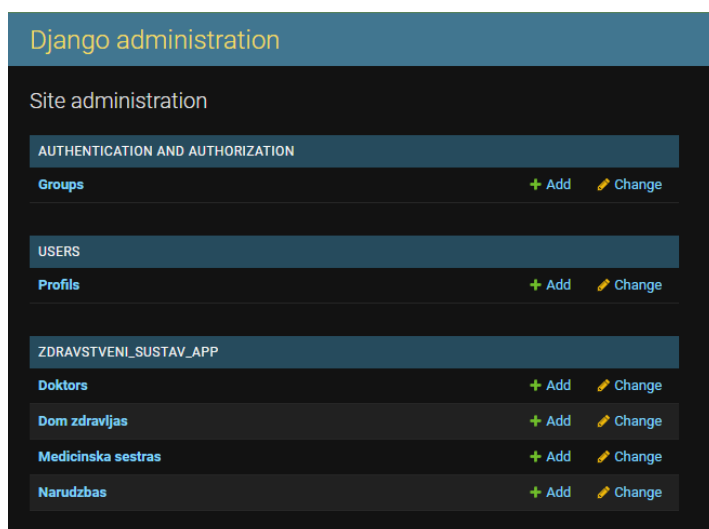 Django administration
Site administration
AUTHENTICATION AND AUTHORIZATION
Groups Add Change
USERS
Profils Add Change
ZDRAVSTVENI_SUSTAV_APP
Doktors Add Change
Dom zdravljas Add Change
Medicinska sestras Add Change
Narudzbas Add Change